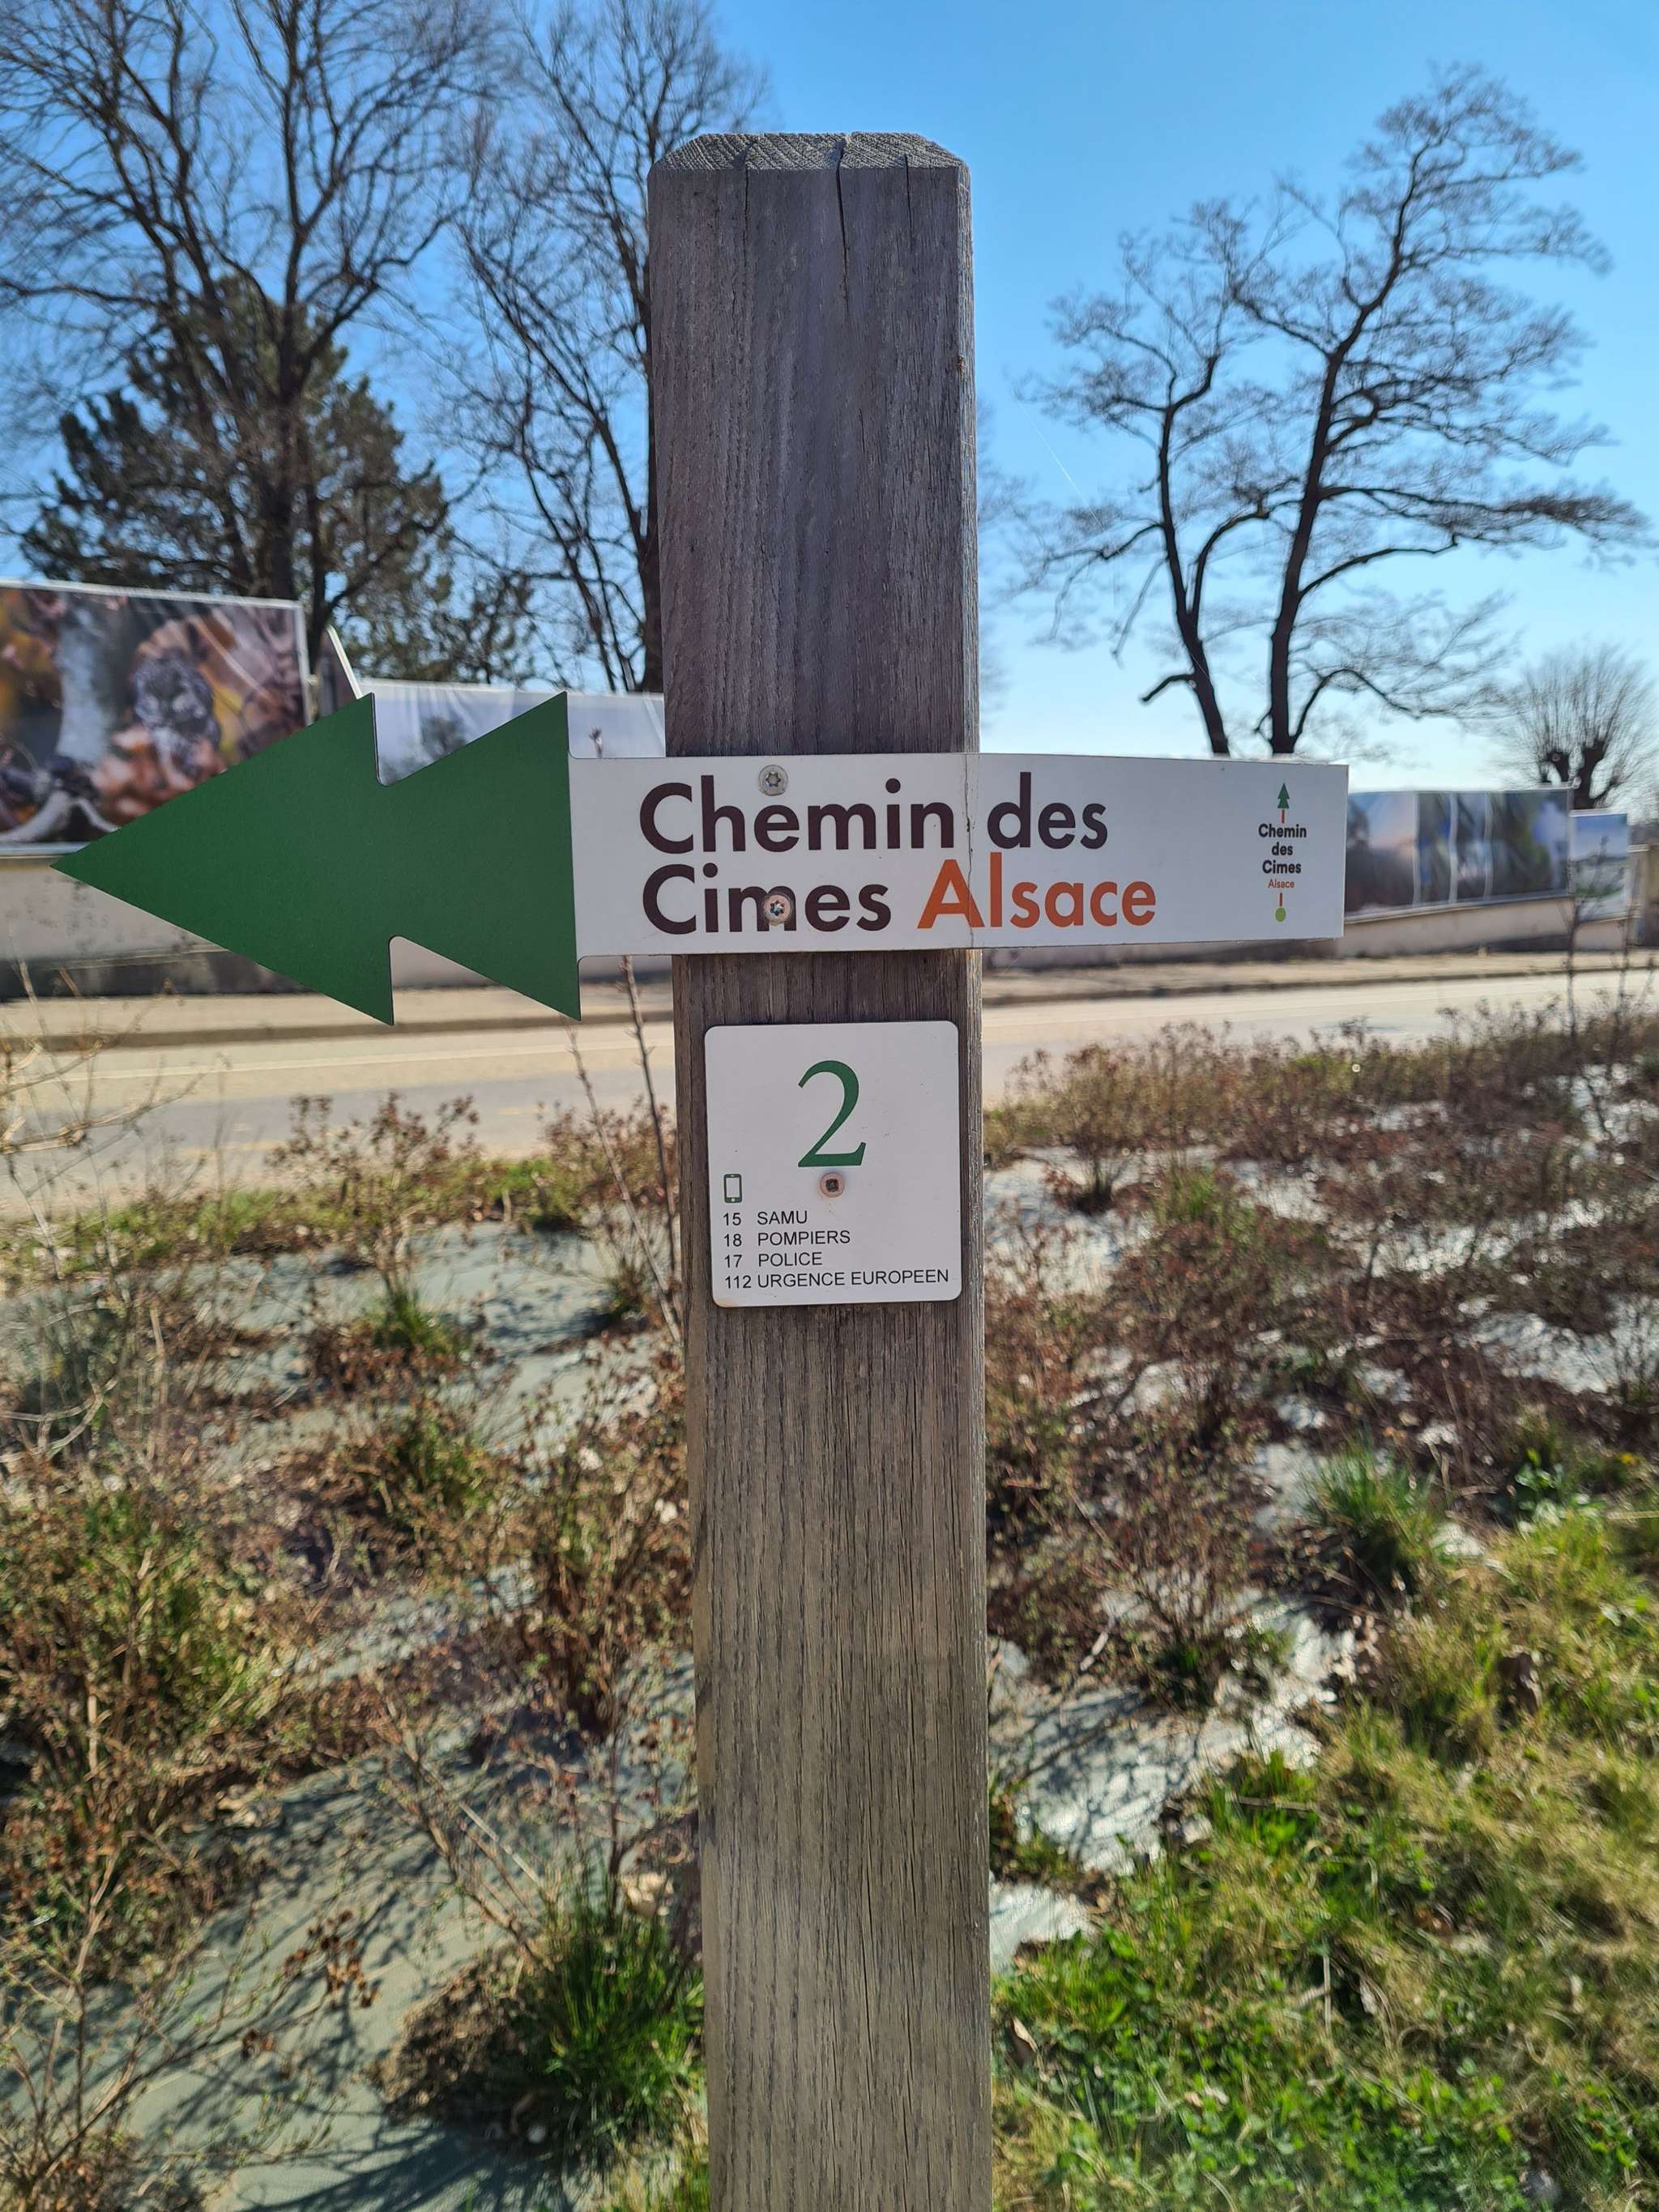 Chemin des
Cimes Alsace
Chemin
des
Cimes
Alsace
2
15 SAMU
18 POMPIERS
17 POLICE
112 URGENCE EUROPEEN